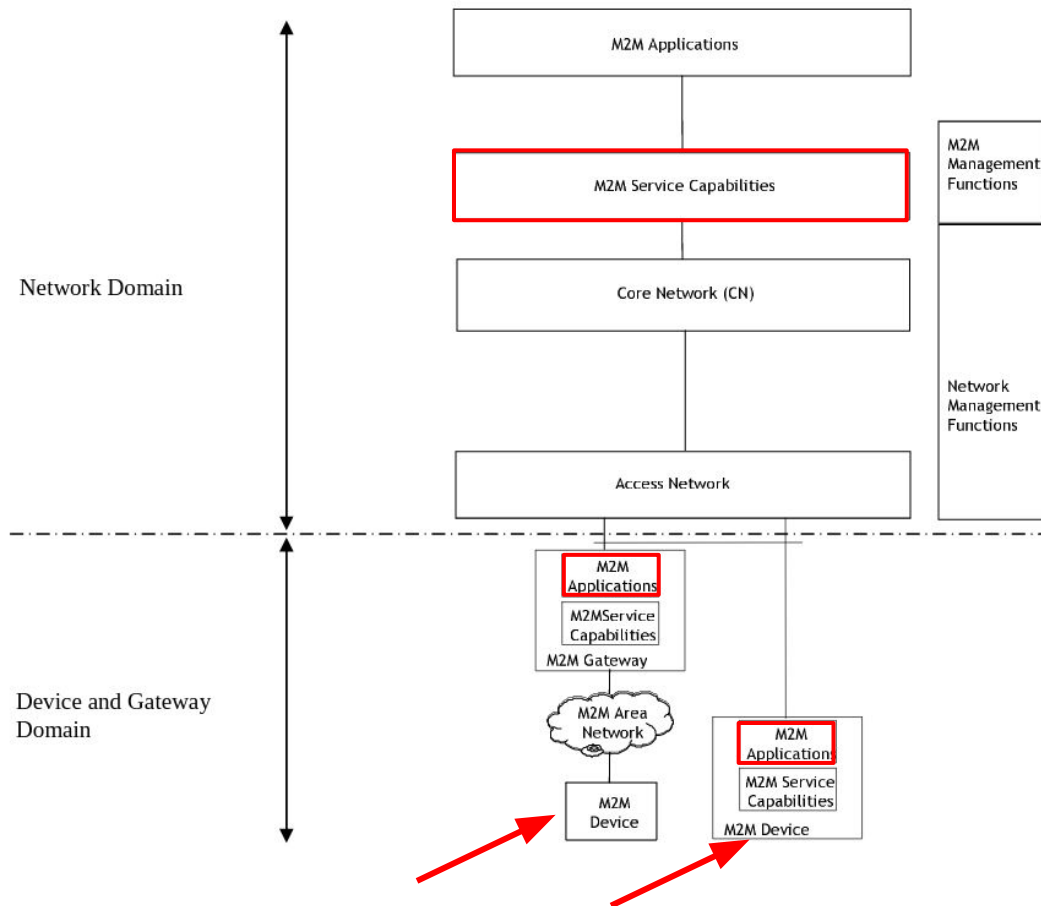 M2M Applications
M2M Service Capabilities
M2M
Management
Functions
Network Domain
Core Network (CN)
Network
Management
Functions
Access Network
M2M
Applications
M2MService
Capabilities
M2M Gateway
Device and Gateway
Domain
M2M Area
Network
M2M
Device
M2M
Applications
M2M Service
Capabilities
M2M Device